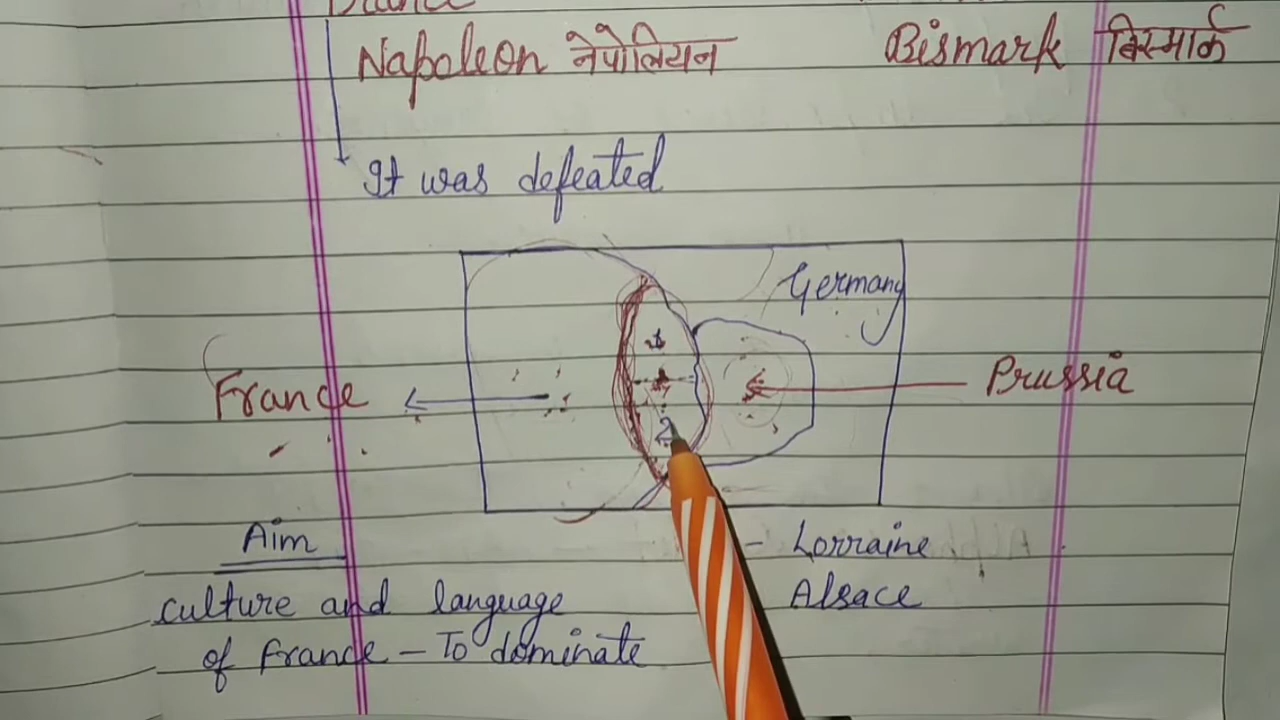 Napoleon नेपोलियन
Bismark बिस्मार्क
It was defeated
Germany
France
Prussia
2
Aim
- Lorraine
culture and language
Alsace
of France - To dominate